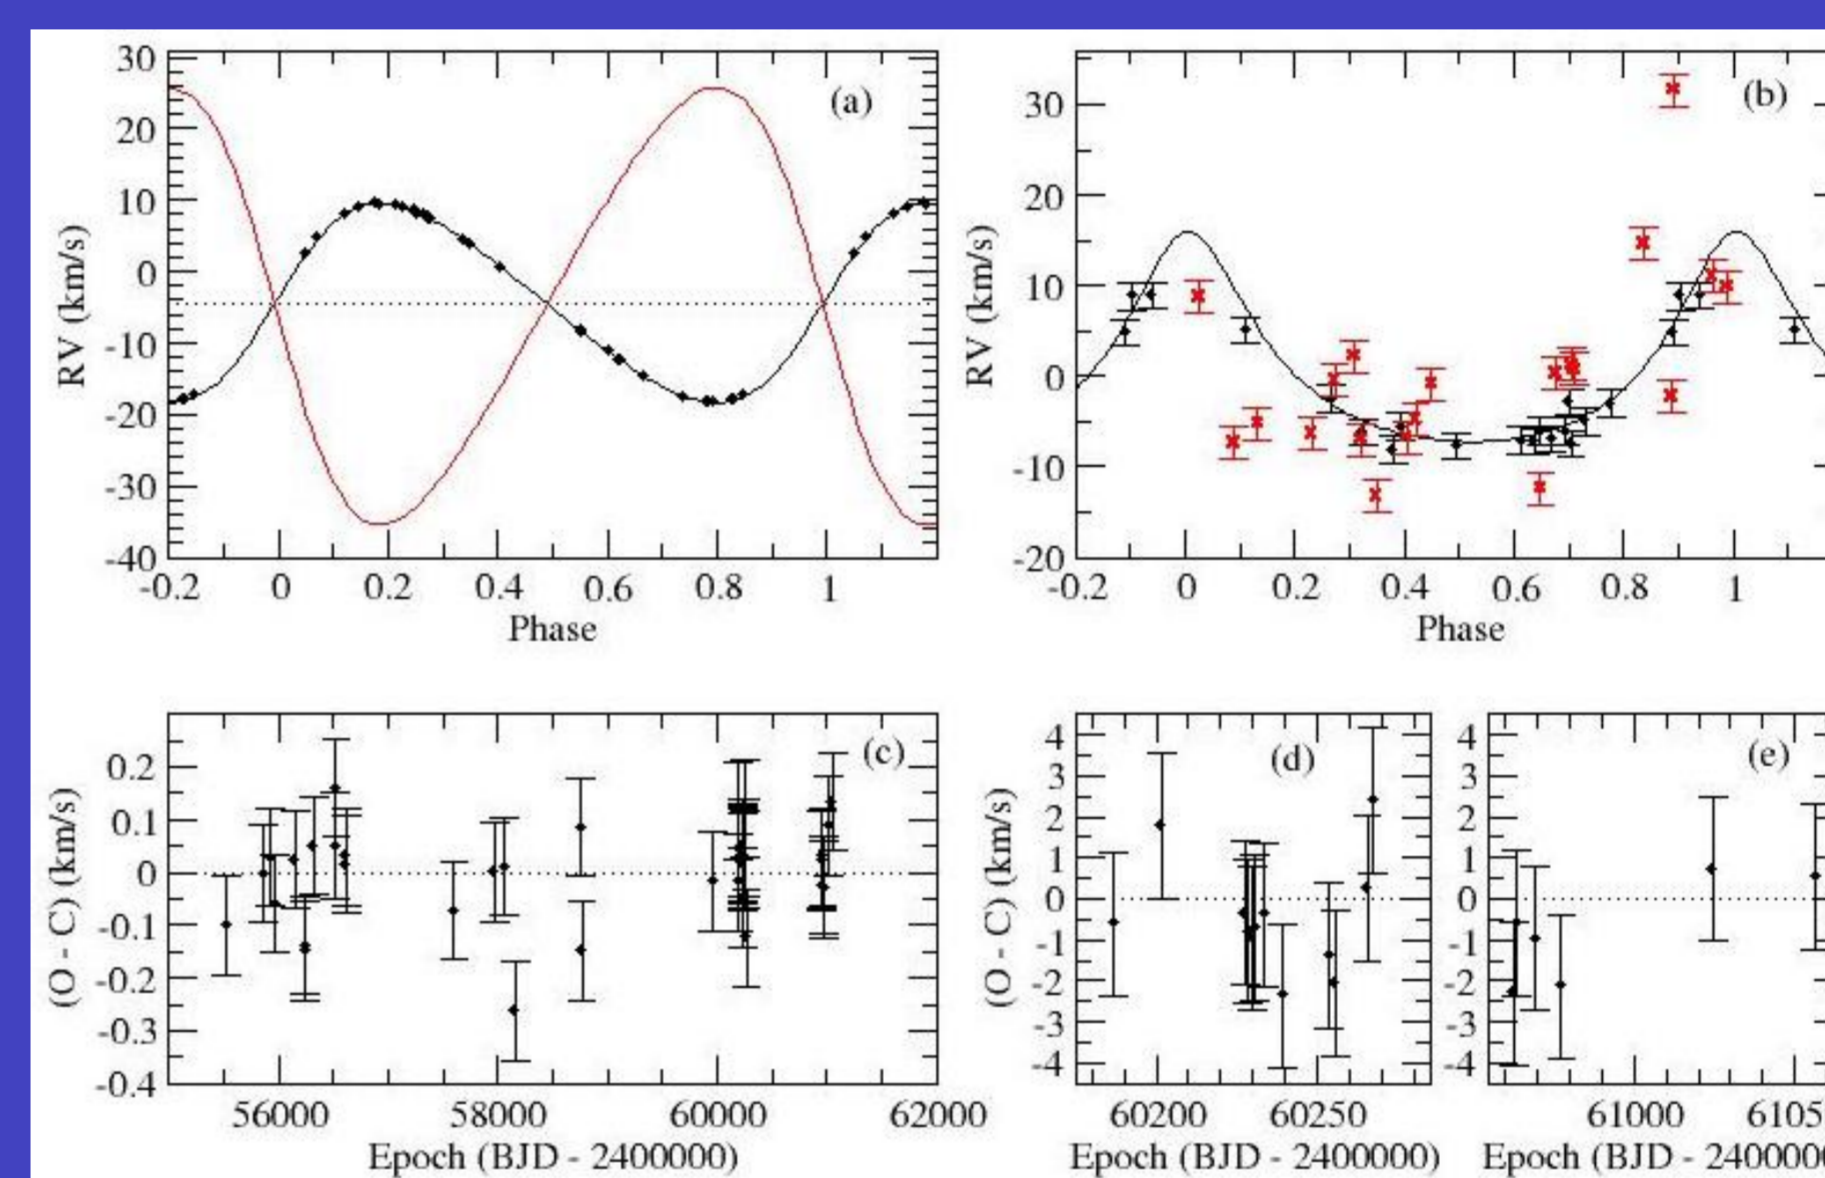 30
20
10
0
-10
-20
-30
-40
RV (km/s)
(a)
-0.2 0 0.2 0.4 0.6 0.8 1
Phase
30
20
10
0
-10
-20
RV (km/s)
(b)
-0.2 0 0.2 0.4 0.6 0.8 1
Phase
0.2
0.1
0
-0.1
-0.2
-0.3
-0.4
(O - C) (km/s)
(c)
56000 58000 60000 62000
Epoch (BJD - 2400000)
4
3
2
1
0
-1
-2
-3
-4
(O - C) (km/s)
(d)
60200 60250
Epoch (BJD - 2400000)
4
3
2
1
0
-1
-2
-3
-4
(e)
61000 6105
Epoch (BJD - 2400000